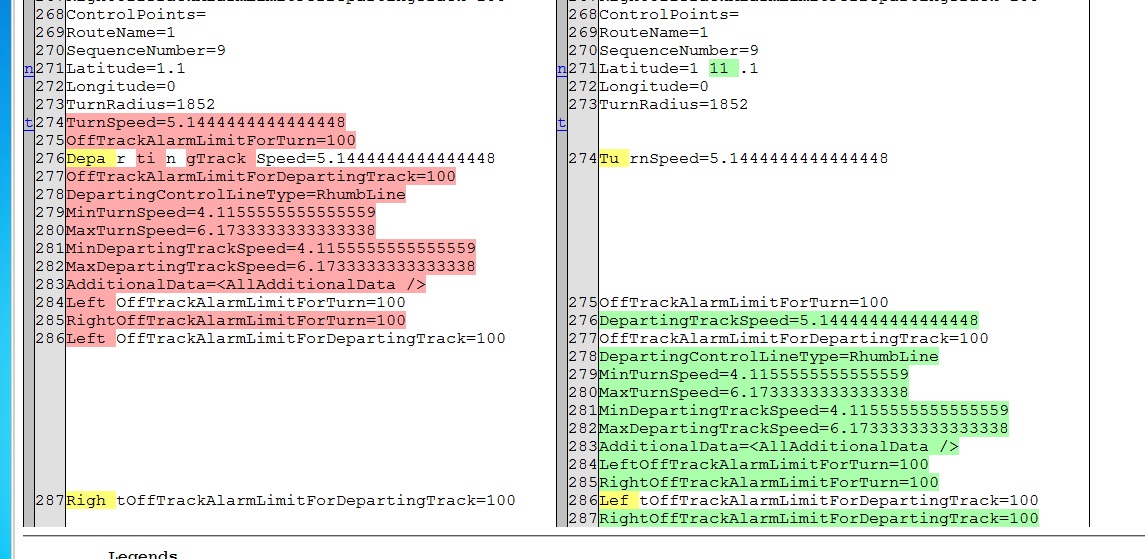 268ControlPoints=
269RouteName=1
270SequenceNumber=9
n271Latitude=1.1
272Longitude=0
273TurnRadius=1852
t274TurnSpeed=5.1444444444444448
275OffTrackAlarmLimitForTurn=100
276Depa r ti n gTrack Speed=5.1444444444444448
277OffTrackAlarmLimitForDepartingTrack=100
278DepartingControlLineType=RhumbLine
279MinTurnSpeed=4.1155555555555559
280MaxTurnSpeed=6.1733333333333338
281MinDepartingTrackSpeed=4.1155555555555559
282MaxDepartingTrackSpeed=6.1733333333333338
283AdditionalData=<AllAdditionalData />
284Left OffTrackAlarmLimitForTurn=100
285RightOffTrackAlarmLimitForTurn=100
286Left OffTrackAlarmLimitForDepartingTrack=100
287Righ tOffTrackAlarmLimitForDepartingTrack=100
268ControlPoints=
269RouteName=1
270SequenceNumber=9
n271Latitude=1 11 .1
272Longitude=0
273TurnRadius=1852
t
274Tu rnSpeed=5.1444444444444448
275OffTrackAlarmLimitForTurn=100
276DepartingTrackSpeed=5.1444444444444448
277OffTrackAlarmLimitForDepartingTrack=100
278DepartingControlLineType=RhumbLine
279MinTurnSpeed=4.1155555555555559
280MaxTurnSpeed=6.1733333333333338
281MinDepartingTrackSpeed=4.1155555555555559
282MaxDepartingTrackSpeed=6.1733333333333338
283AdditionalData=<AllAdditionalData />
284LeftOffTrackAlarmLimitForTurn=100
285RightOffTrackAlarmLimitForTurn=100
286Lef tOffTrackAlarmLimitForDepartingTrack=100
287RightOffTrackAlarmLimitForDepartingTrack=100
Legends